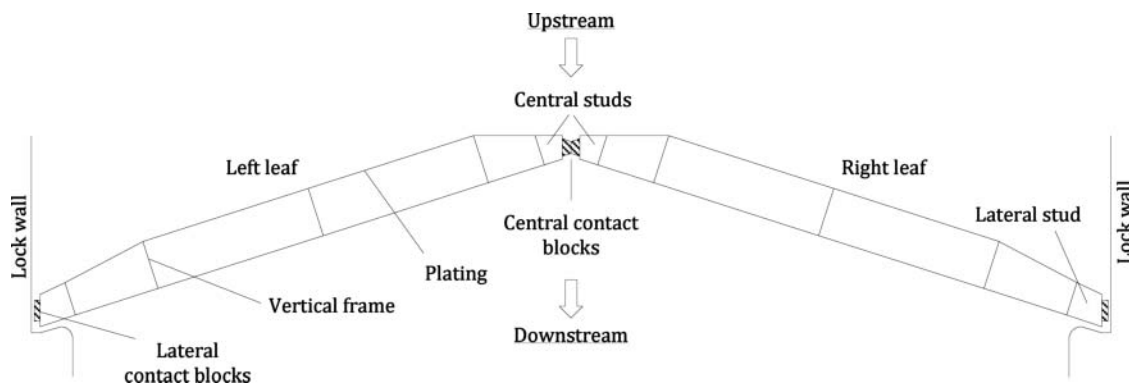 Upstream
Central studs
Left leaf
Right leaf
Lock wall
Lock wall
Lateral stud
Central contact
blocks
Plating
Vertical frame
Downstream
Lateral
contact blocks